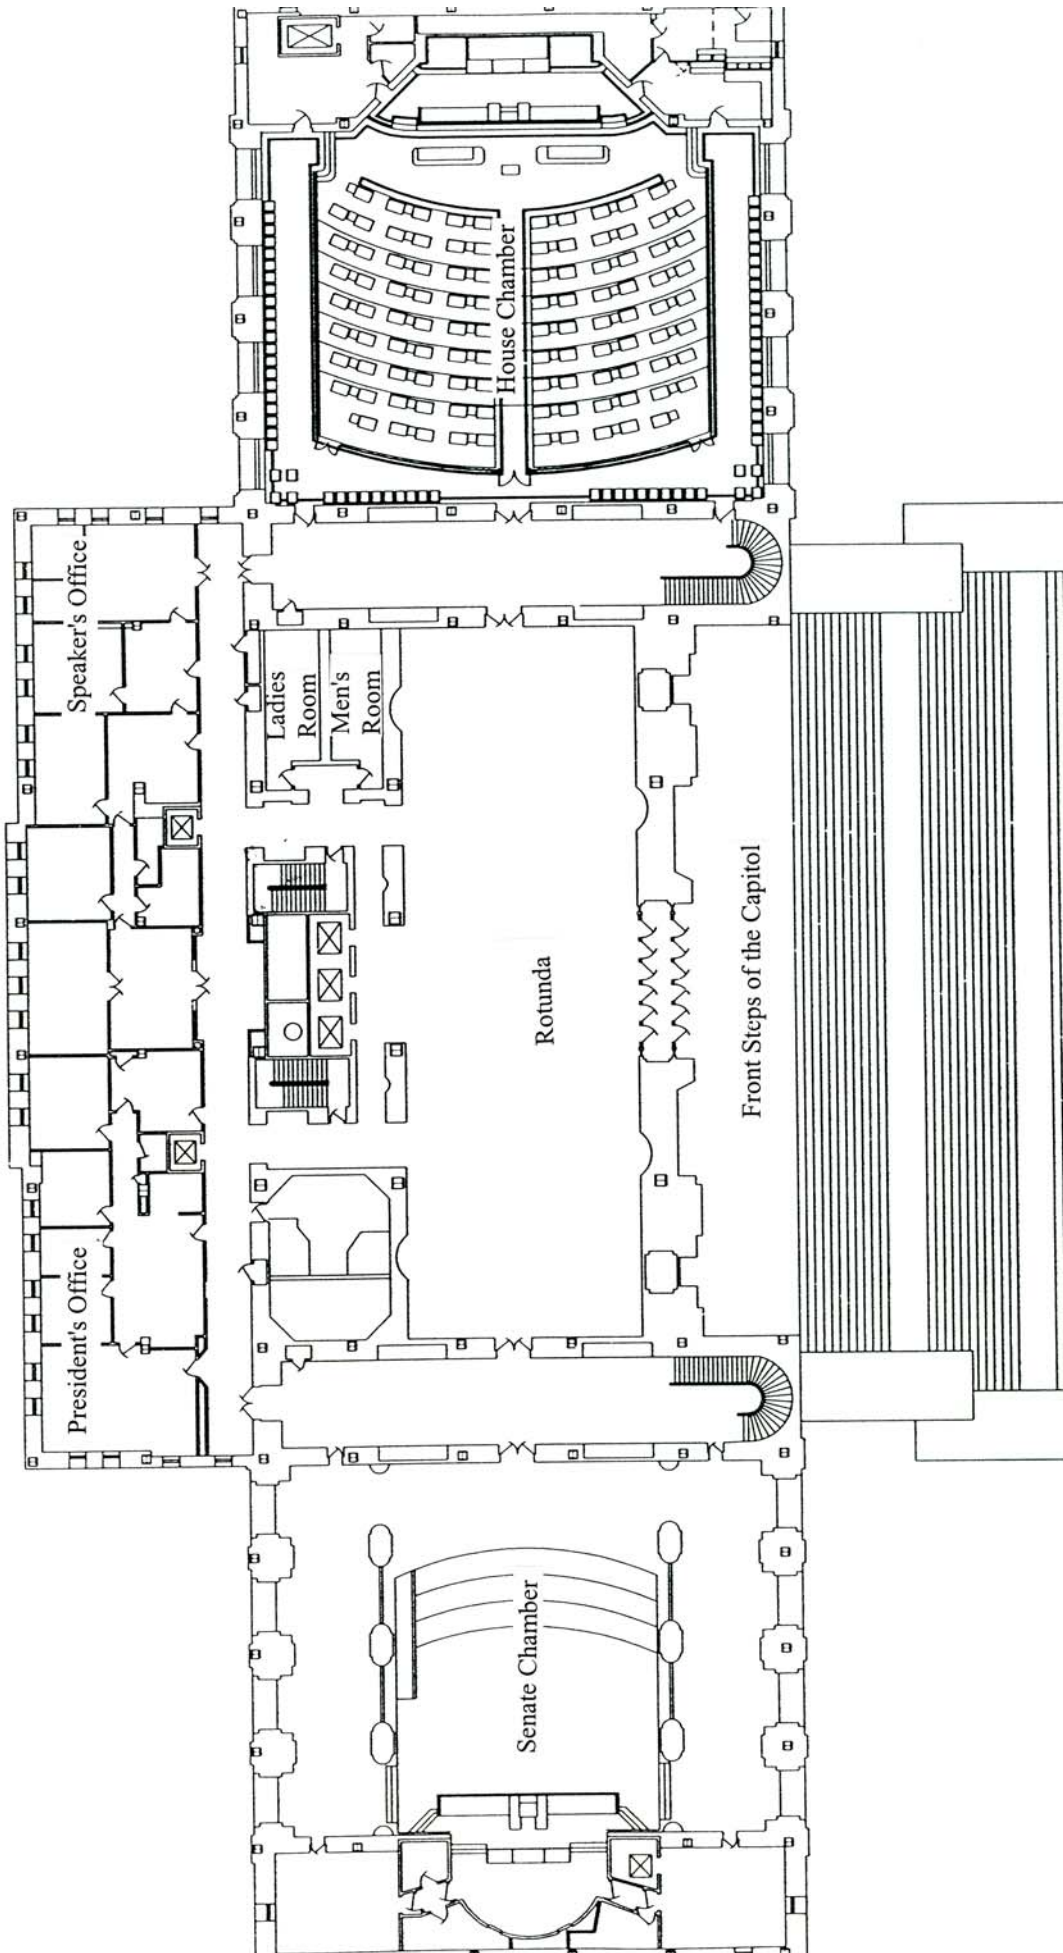 House Chamber
Speaker's Office
Ladies
Room
Men's
Room
Rotunda
Front Steps of the Capitol
President's Office
Senate Chamber